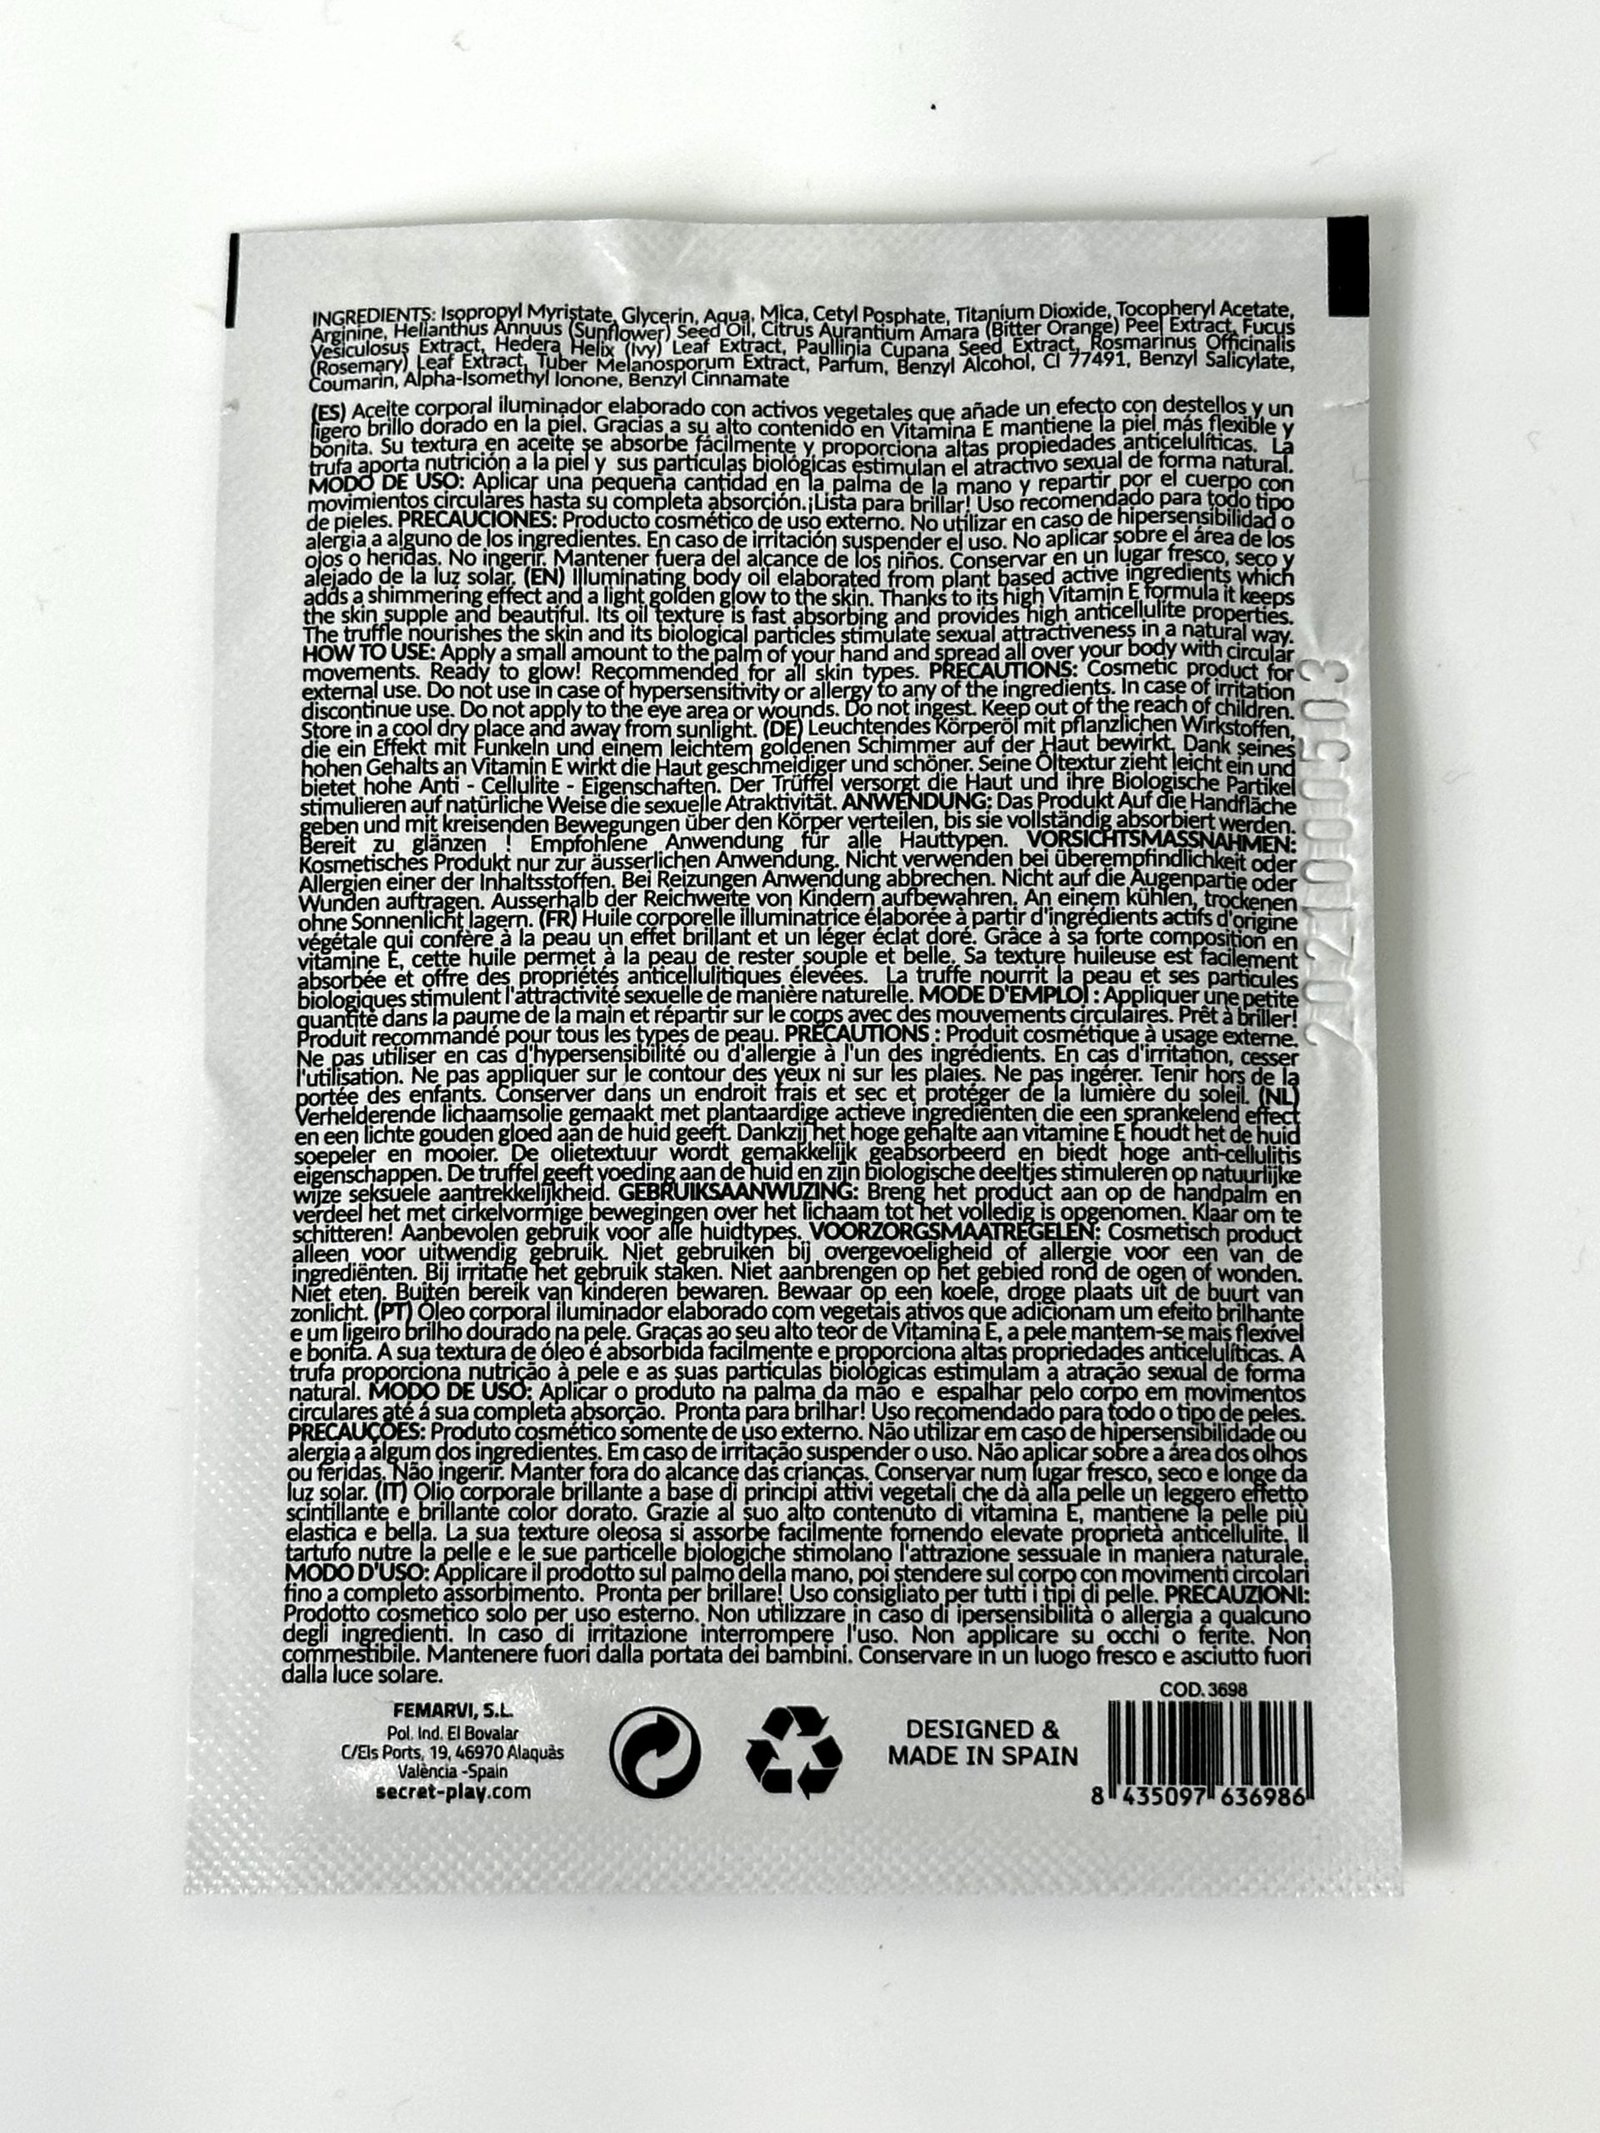 INGREDIENTS: Isopropyl Myristate, Glycerin, Aqua, Mica, Cetyl Posphate, Titanium Dioxide, Tocopheryl Acetate,
Arginine, Helianthus Annuus (Sunflower) Seed Oil, Citrus Aurantium Amara (Bitter Orange) Peel Extract, Fucus
Vesiculosus Extract, Hedera Helix (Ivy) Leaf Extract, Paullinia Cupana Seed Extract, Rosmarinus Officinalis
(Rosemary) Leaf Extract, Tuber Melanosporum Extract, Parfum, Benzyl Alcohol, CI 77491, Benzyl Salicylate,
Coumarin, Alpha-Isomethyl Ionone, Benzyl Cinnamate
(ES) Aceite corporal iluminador elaborado con activos vegetales que añade un efecto con destellos y un
ligero brillo dorado en la piel. Gracias a su alto contenido en Vitamina E mantiene la piel más flexible y
bonita. Su textura en aceite se absorbe fácilmente y proporciona altas propiedades anticelulíticas. La
trufa aporta nutrición a la piel y sus partículas biológicas estimulan el atractivo sexual de forma natural.
MODO DE USO: Aplicar una pequeña cantidad en la palma de la mano y repartir por el cuerpo con
movimientos circulares hasta su completa absorción.¡Lista para brillar! Uso recomendado para todo tipo
de pieles. PRECAUCIONES: Producto cosmético de uso externo. No utilizar en caso de hipersensibilidad o
alergia a alguno de los ingredientes. En caso de irritación suspender el uso. No aplicar sobre el área de los
ojos o heridas. No ingerir. Mantener fuera del alcance de los niños. Conservar en un lugar fresco, seco y
alejado de la luz solar. (EN) Illuminating body oil elaborated from plant based active ingredients which
adds a shimmering effect and a light golden glow to the skin. Thanks to its high Vitamin E formula it keeps
the skin supple and beautiful. Its oil texture is fast absorbing and provides high anticellulite properties.
The truffle nourishes the skin and its biological particles stimulate sexual attractiveness in a natural way.
HOW TO USE: Apply a small amount to the palm of your hand and spread all over your body with circular
movements. Ready to glow! Recommended for all skin types. PRECAUTIONS: Cosmetic product for
external use. Do not use in case of hypersensitivity or allergy to any of the ingredients. In case of irritation
discontinue use. Do not apply to the eye area or wounds. Do not ingest. Keep out of the reach of children.
Store in a cool dry place and away from sunlight. (DE) Leuchtendes Körperöl mit pflanzlichen Wirkstoffen,
die ein Effekt mit Funkeln und einem leichtem goldenen Schimmer auf der Haut bewirkt. Dank seines
hohen Gehalts an Vitamin E wirkt die Haut geschmeidiger und schöner. Seine Öltextur zieht leicht ein und
bietet hohe Anti - Cellulite - Eigenschaften. Der Trüffel versorgt die Haut und ihre Biologische Partikel
stimulieren auf natürliche Weise die sexuelle Atraktivität. ANWENDUNG: Das Produkt Auf die Handfläche
geben und mit kreisenden Bewegungen über den Körper verteilen, bis sie vollständig absorbiert werden.
Bereit zu glänzen ! Empfohlene Anwendung für alle Hauttypen. VORSICHTSMASSNAHMEN:
Kosmetisches Produkt nur zur äusserlichen Anwendung. Nicht verwenden bei überempfindlichkeit oder
Allergien einer der Inhaltsstoffen. Bei Reizungen Anwendung abbrechen. Nicht auf die Augenpartie oder
Wunden auftragen. Ausserhalb der Reichweite von Kindern aufbewahren. An einem kühlen, trockenen
ohne Sonnenlicht lagern. (FR) Huile corporelle illuminatrice élaborée à partir d'ingrédients actifs d'origine
végétale qui confère à la peau un effet brillant et un léger éclat doré. Grâce à sa forte composition en
vitamine E, cette huile permet à la peau de rester souple et belle. Sa texture huileuse est facilement
absorbée et offre des propriétés anticellulitiques élevées. La truffe nourrit la peau et ses particules
biologiques stimulent l'attractivité sexuelle de manière naturelle. MODE D'EMPLOI : Appliquer une petite
quantité dans la paume de la main et répartir sur le corps avec des mouvements circulaires. Prêt à briller!
Produit recommandé pour tous les types de peau. PRÉCAUTIONS : Produit cosmétique à usage externe.
Ne pas utiliser en cas d'hypersensibilité ou d'allergie à l'un des ingrédients. En cas d'irritation, cesser
l'utilisation. Ne pas appliquer sur le contour des yeux ni sur les plaies. Ne pas ingérer. Tenir hors de la
portée des enfants. Conserver dans un endroit frais et sec et protéger de la lumière du soleil. (NL)
Verhelderende lichaamsolie gemaakt met plantaardige actieve ingrediënten die een sprankelend effect
en een lichte gouden gloed aan de huid geeft. Dankzij het hoge gehalte aan vitamine E houdt het de huid
soepeler en mooier. De olietextuur wordt gemakkelijk geabsorbeerd en biedt hoge anti-cellulitis
eigenschappen. De truffel geeft voeding aan de huid en zijn biologische deeltjes stimuleren op natuurlijke
wijze seksuele aantrekkelijkheid. GEBRUIKSAANWIJZING: Breng het product aan op de handpalm en
verdeel het met cirkelvormige bewegingen over het lichaam tot het volledig is opgenomen. Klaar om te
schitteren! Aanbevolen gebruik voor alle huidtypes. VOORZORGSMAATREGELEN: Cosmetisch product
alleen voor uitwendig gebruik. Niet gebruiken bij overgevoeligheid of allergie voor een van de
ingrediënten. Bij irritatie het gebruik staken. Niet aanbrengen op het gebied rond de ogen of wonden.
Niet eten. Buiten bereik van kinderen bewaren. Bewaar op een koele, droge plaats uit de buurt van
zonlicht. (PT) Óleo corporal iluminador elaborado com vegetais ativos que adicionam um efeito brilhante
e um ligeiro brilho dourado na pele. Graças ao seu alto teor de Vitamina E, a pele mantem-se mais flexível
e bonita. A sua textura de óleo é absorbida facilmente e proporciona altas propriedades anticelulíticas. A
trufa proporciona nutrição à pele e as suas partículas biológicas estimulam a atração sexual de forma
natural. MODO DE USO: Aplicar o produto na palma da mão e espalhar pelo corpo em movimentos
circulares até á sua completa absorção. Pronta para brilhar! Uso recomendado para todo o tipo de peles.
PRECAUÇÕES: Produto cosmético somente de uso externo. Não utilizar em caso de hipersensibilidade ou
alergia a algum dos ingredientes. Em caso de irritação suspender o uso. Não aplicar sobre a área dos olhos
ou feridas. Não ingerir. Manter fora do alcance das crianças. Conservar num lugar fresco, seco e longe da
luz solar. (IT) Olio corporale brillante a base di principi attivi vegetali che dà alla pelle un leggero effetto
scintillante e brillante color dorato. Grazie al suo alto contenuto di vitamina E, mantiene la pelle più
elastica e bella. La sua texture oleosa si assorbe facilmente fornendo elevate proprietà anticellulite. Il
tartufo nutre la pelle e le sue particelle biologiche stimolano l'attrazione sessuale in maniera naturale.
MODO D'USO: Applicare il prodotto sul palmo della mano, poi stendere sul corpo con movimenti circolari
fino a completo assorbimento. Pronta per brillare! Uso consigliato per tutti i tipi di pelle. PRECAUZIONI:
Prodotto cosmetico solo per uso esterno. Non utilizzare in caso di ipersensibilità o allergia a qualcuno
degli ingredienti. In caso di irritazione interrompere l'uso. Non applicare su occhi o ferite. Non
commestibile. Mantenere fuori dalla portata dei bambini. Conservare in un luogo fresco e asciutto fuori
dalla luce solare.
FEMARVI, S.L.
Pol. Ind. El Bovalar
C/Els Ports, 19, 46970 Alaquàs
València -Spain
secret-play.com
DESIGNED &
MADE IN SPAIN
COD. 3698
8 435097 636986
2021000503